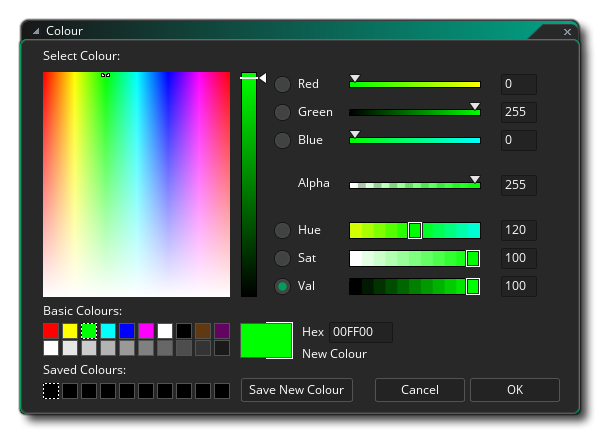 Colour
Select Colour:
Red 0
Green 255
Blue 0
Alpha 255
Hue 120
Sat 100
Val 100
Basic Colours:
Hex 00FF00
New Colour
Saved Colours:
Save New Colour Cancel OK